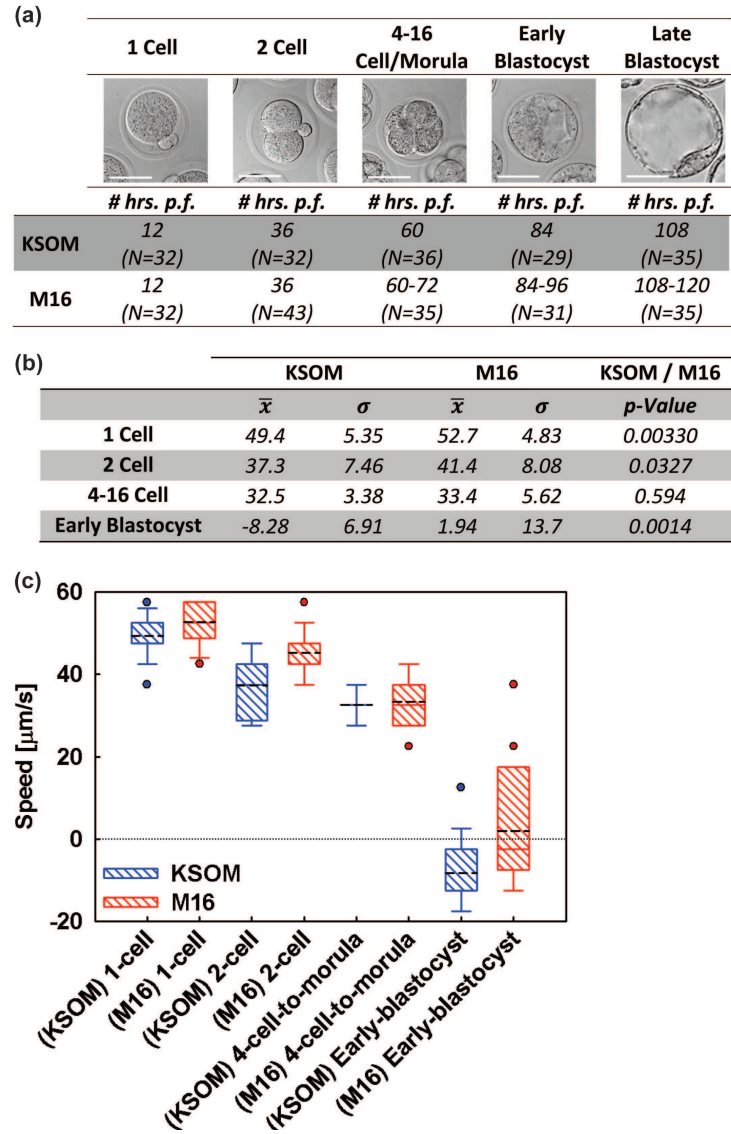 (a)
1 Cell 2 Cell 4-16 Cell/Morula Early Blastocyst Late Blastocyst
# hrs. p.f. # hrs. p.f. # hrs. p.f. # hrs. p.f. # hrs. p.f.
KSOM 12 36 60 84 108
(N=32) (N=32) (N=36) (N=29) (N=35)
M16 12 36 60-72 84-96 108-120
(N=32) (N=43) (N=35) (N=31) (N=35)
(b)
KSOM M16 KSOM / M16
x̅ σ x̅ σ p-Value
1 Cell 49.4 5.35 52.7 4.83 0.00330
2 Cell 37.3 7.46 41.4 8.08 0.0327
4-16 Cell 32.5 3.38 33.4 5.62 0.594
Early Blastocyst -8.28 6.91 1.94 13.7 0.0014
(c)
Speed [µm/s]
60
40
20
0
-20
KSOM
M16
(KSOM) 1-cell
(M16) 1-cell
(KSOM) 2-cell
(M16) 2-cell
(KSOM) 4-cell-to-morula
(M16) 4-cell-to-morula
(KSOM) Early-blastocyst
(M16) Early-blastocyst